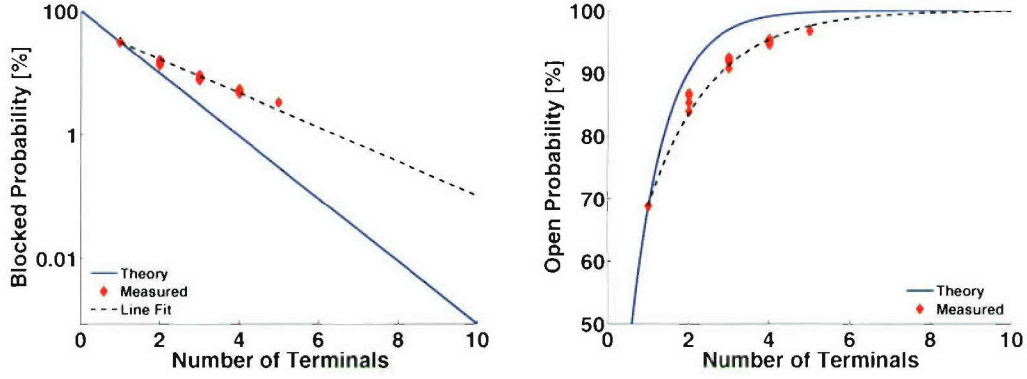 100
1
0.01
Blocked Probability [%]
Theory
Measured
Line Fit
0 2 4 6 8 10
Number of Terminals
100
90
80
70
60
50
Open Probability [%]
Theory
Measured
0 2 4 6 8 10
Number of Terminals